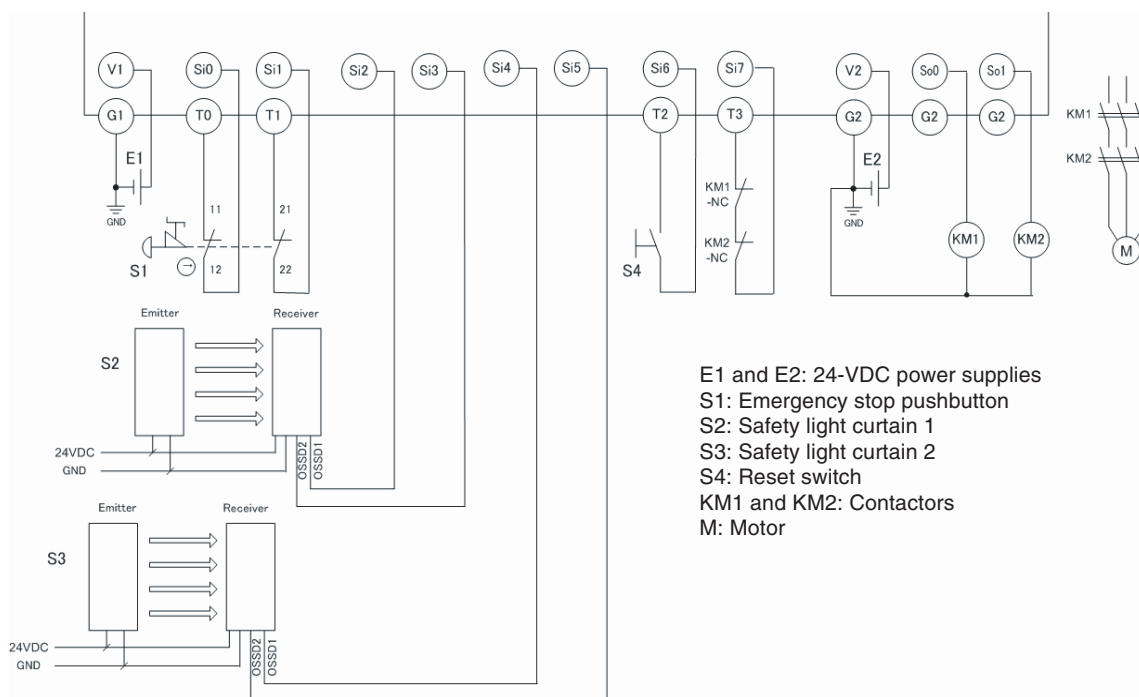 V1 Si0 Si1 Si2 Si3 Si4 Si5 Si6 Si7 V2 So0 So1
G1 T0 T1 T2 T3 G2 G2 G2
KM1
KM2
M
E1
GND
11 21
12 22
S1
S4
KM1
-NC
KM2
-NC
E2
GND
KM1 KM2
Emitter Receiver
S2
24VDC
GND
OSSD2
OSSD1
Emitter Receiver
S3
24VDC
GND
OSSD2
OSSD1
E1 and E2: 24-VDC power supplies
S1: Emergency stop pushbutton
S2: Safety light curtain 1
S3: Safety light curtain 2
S4: Reset switch
KM1 and KM2: Contactors
M: Motor